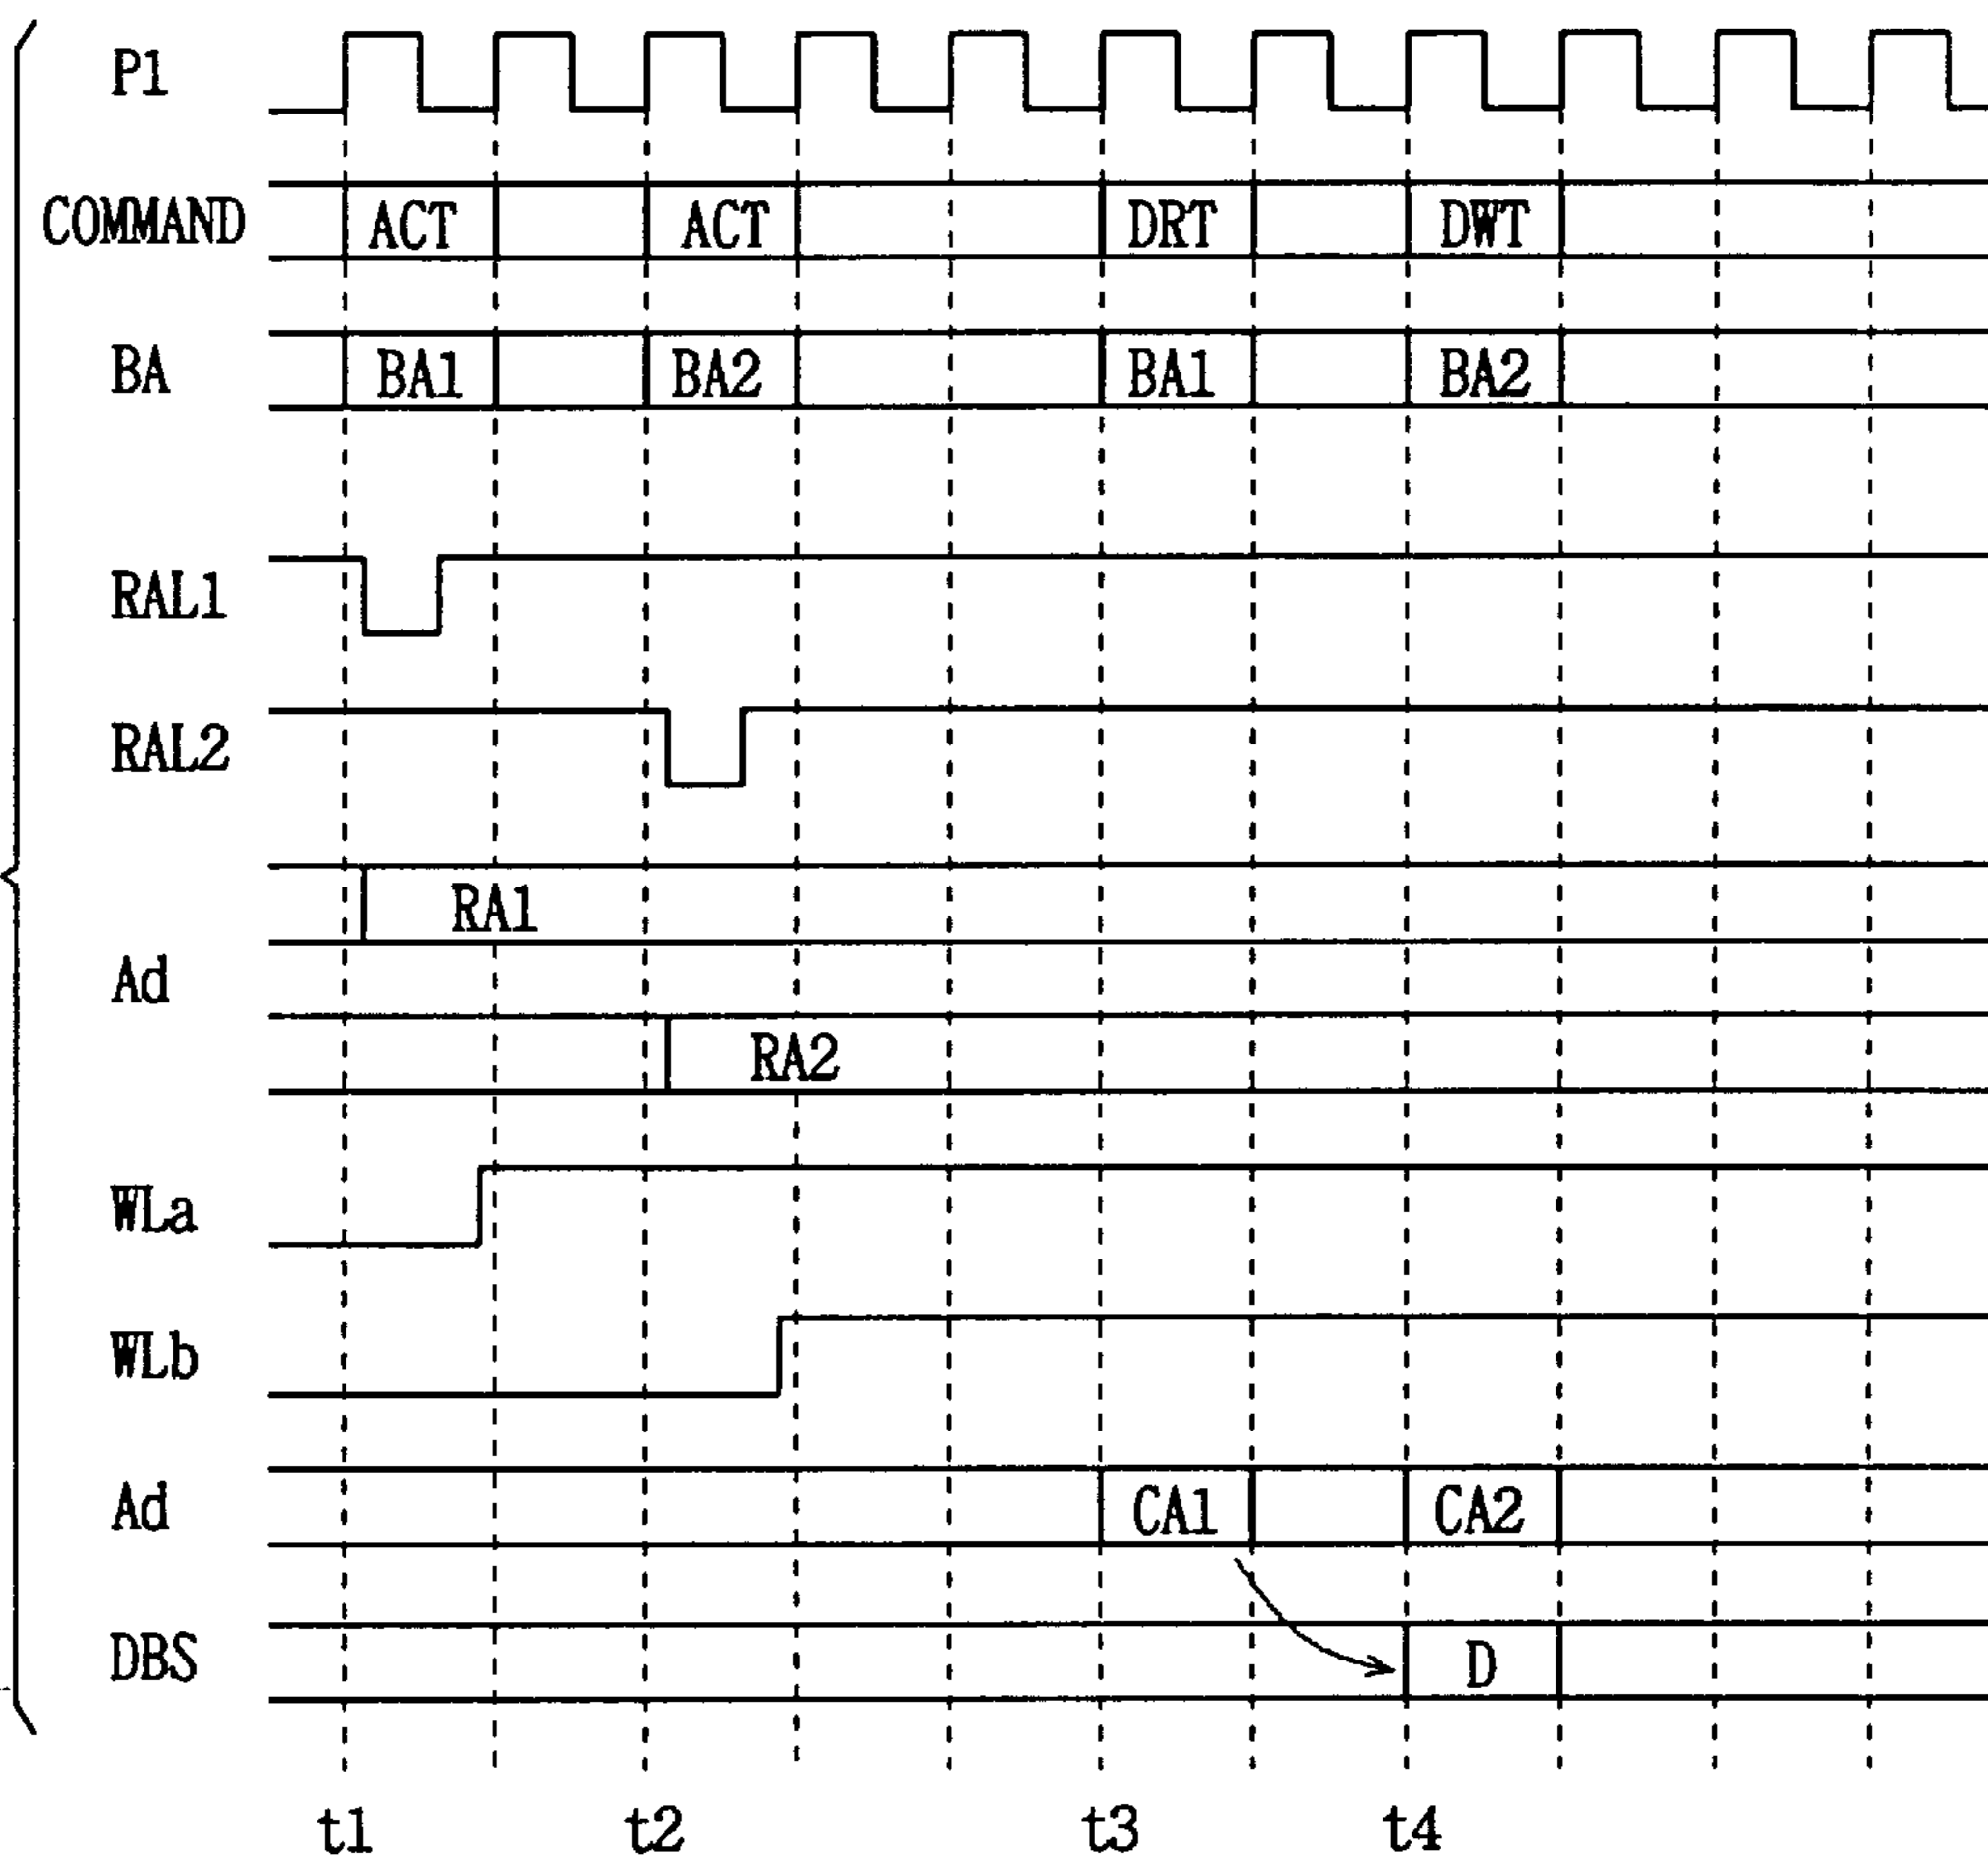 P1
COMMAND ACT ACT DRT DWT
BA BA1 BA2 BA1 BA2
RAL1
RAL2
RA1
Ad
RA2
WLa
WLb
Ad CA1 CA2
DBS D
t1 t2 t3 t4